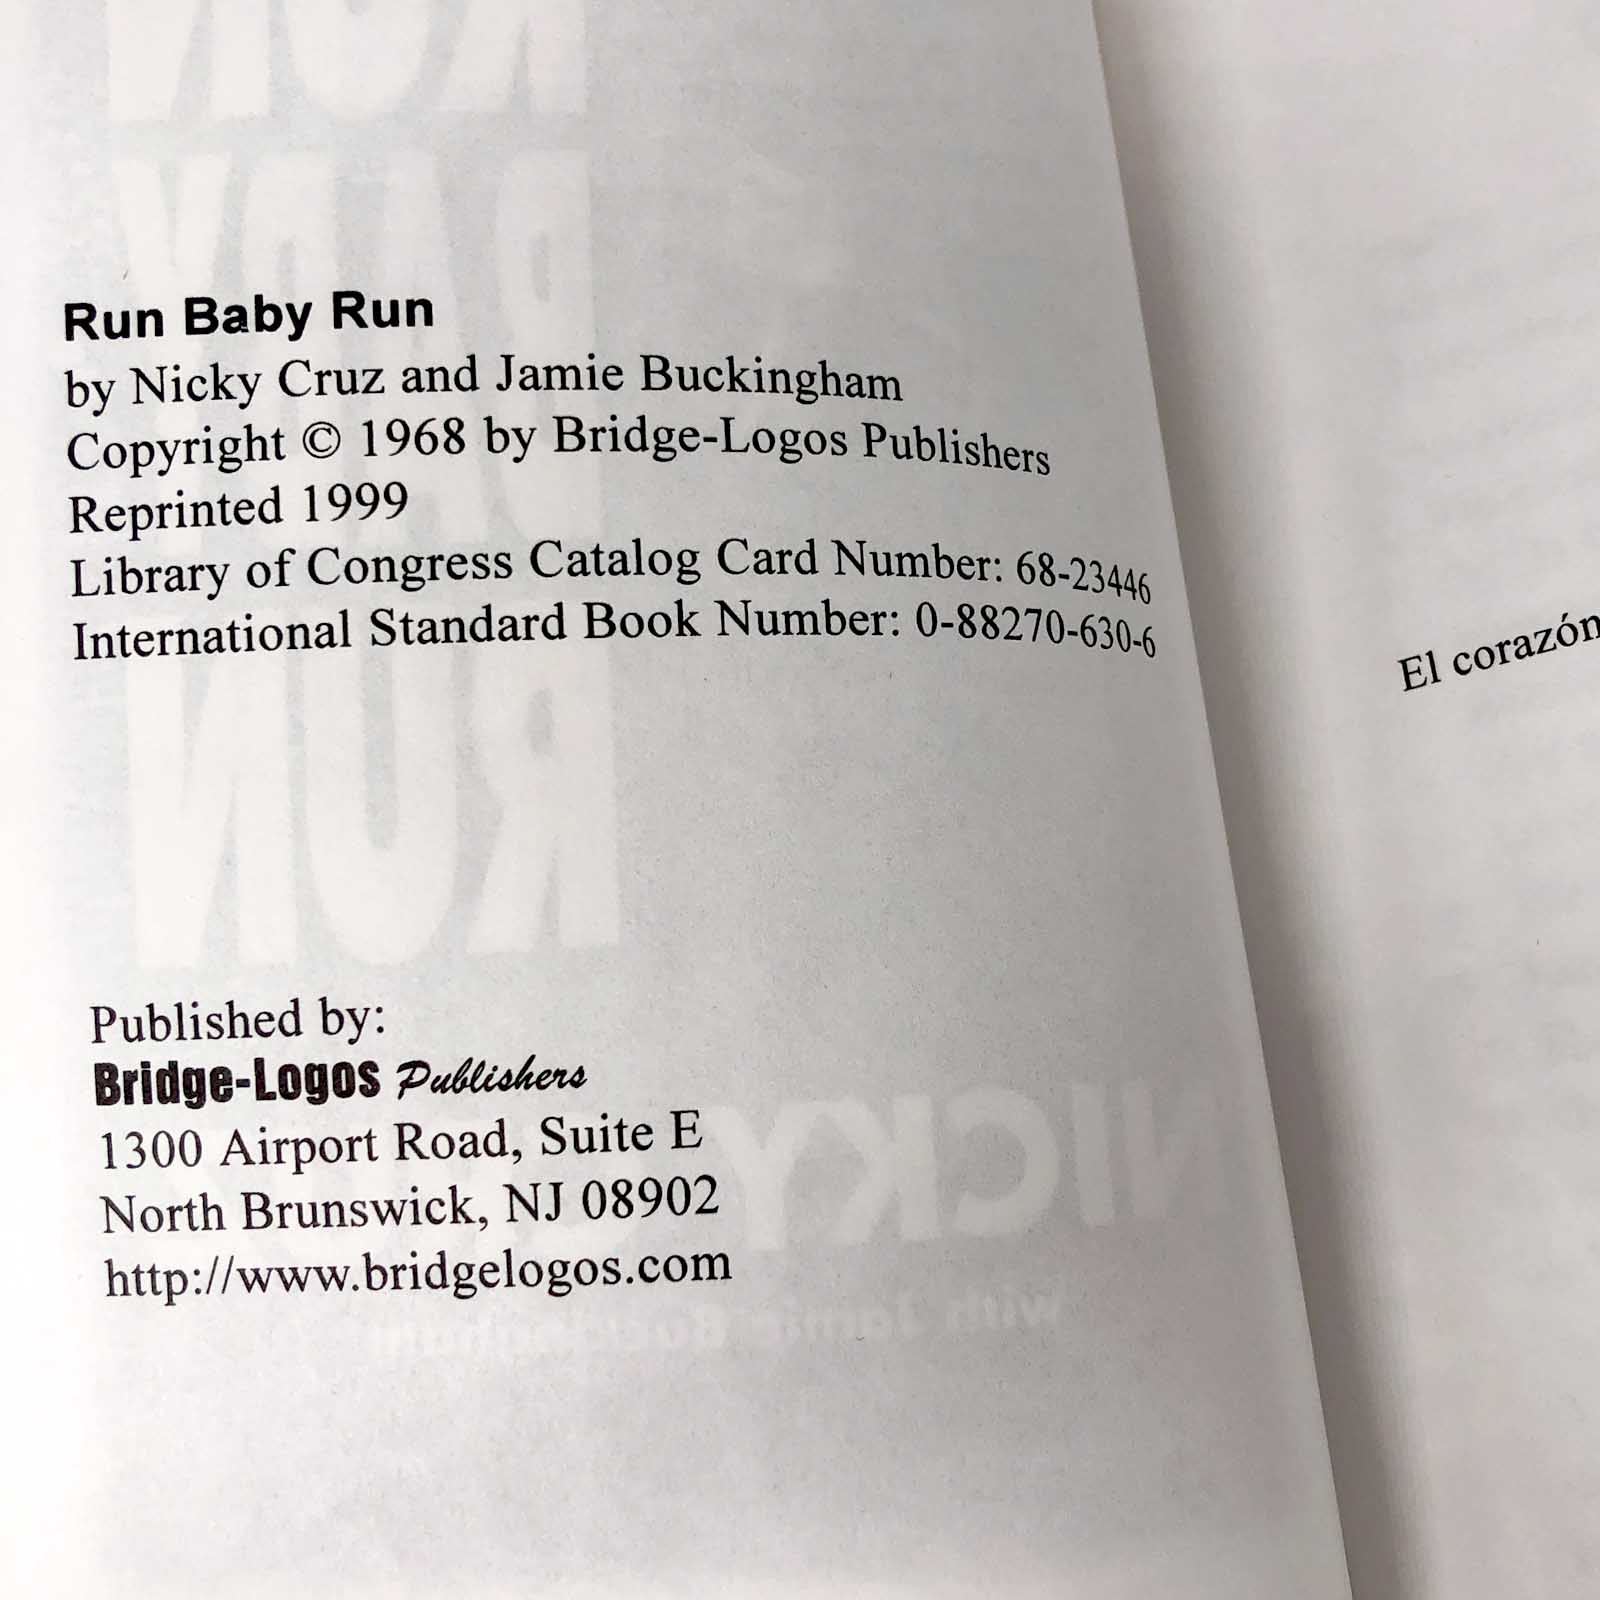 Run Baby Run
by Nicky Cruz and Jamie Buckingham
Copyright © 1968 by Bridge-Logos Publishers
Reprinted 1999
Library of Congress Catalog Card Number: 68-23446
International Standard Book Number: 0-88270-630-6
Published by:
Bridge-Logos Publishers
1300 Airport Road, Suite E
North Brunswick, NJ 08902
http://www.bridgelogos.com
El corazón